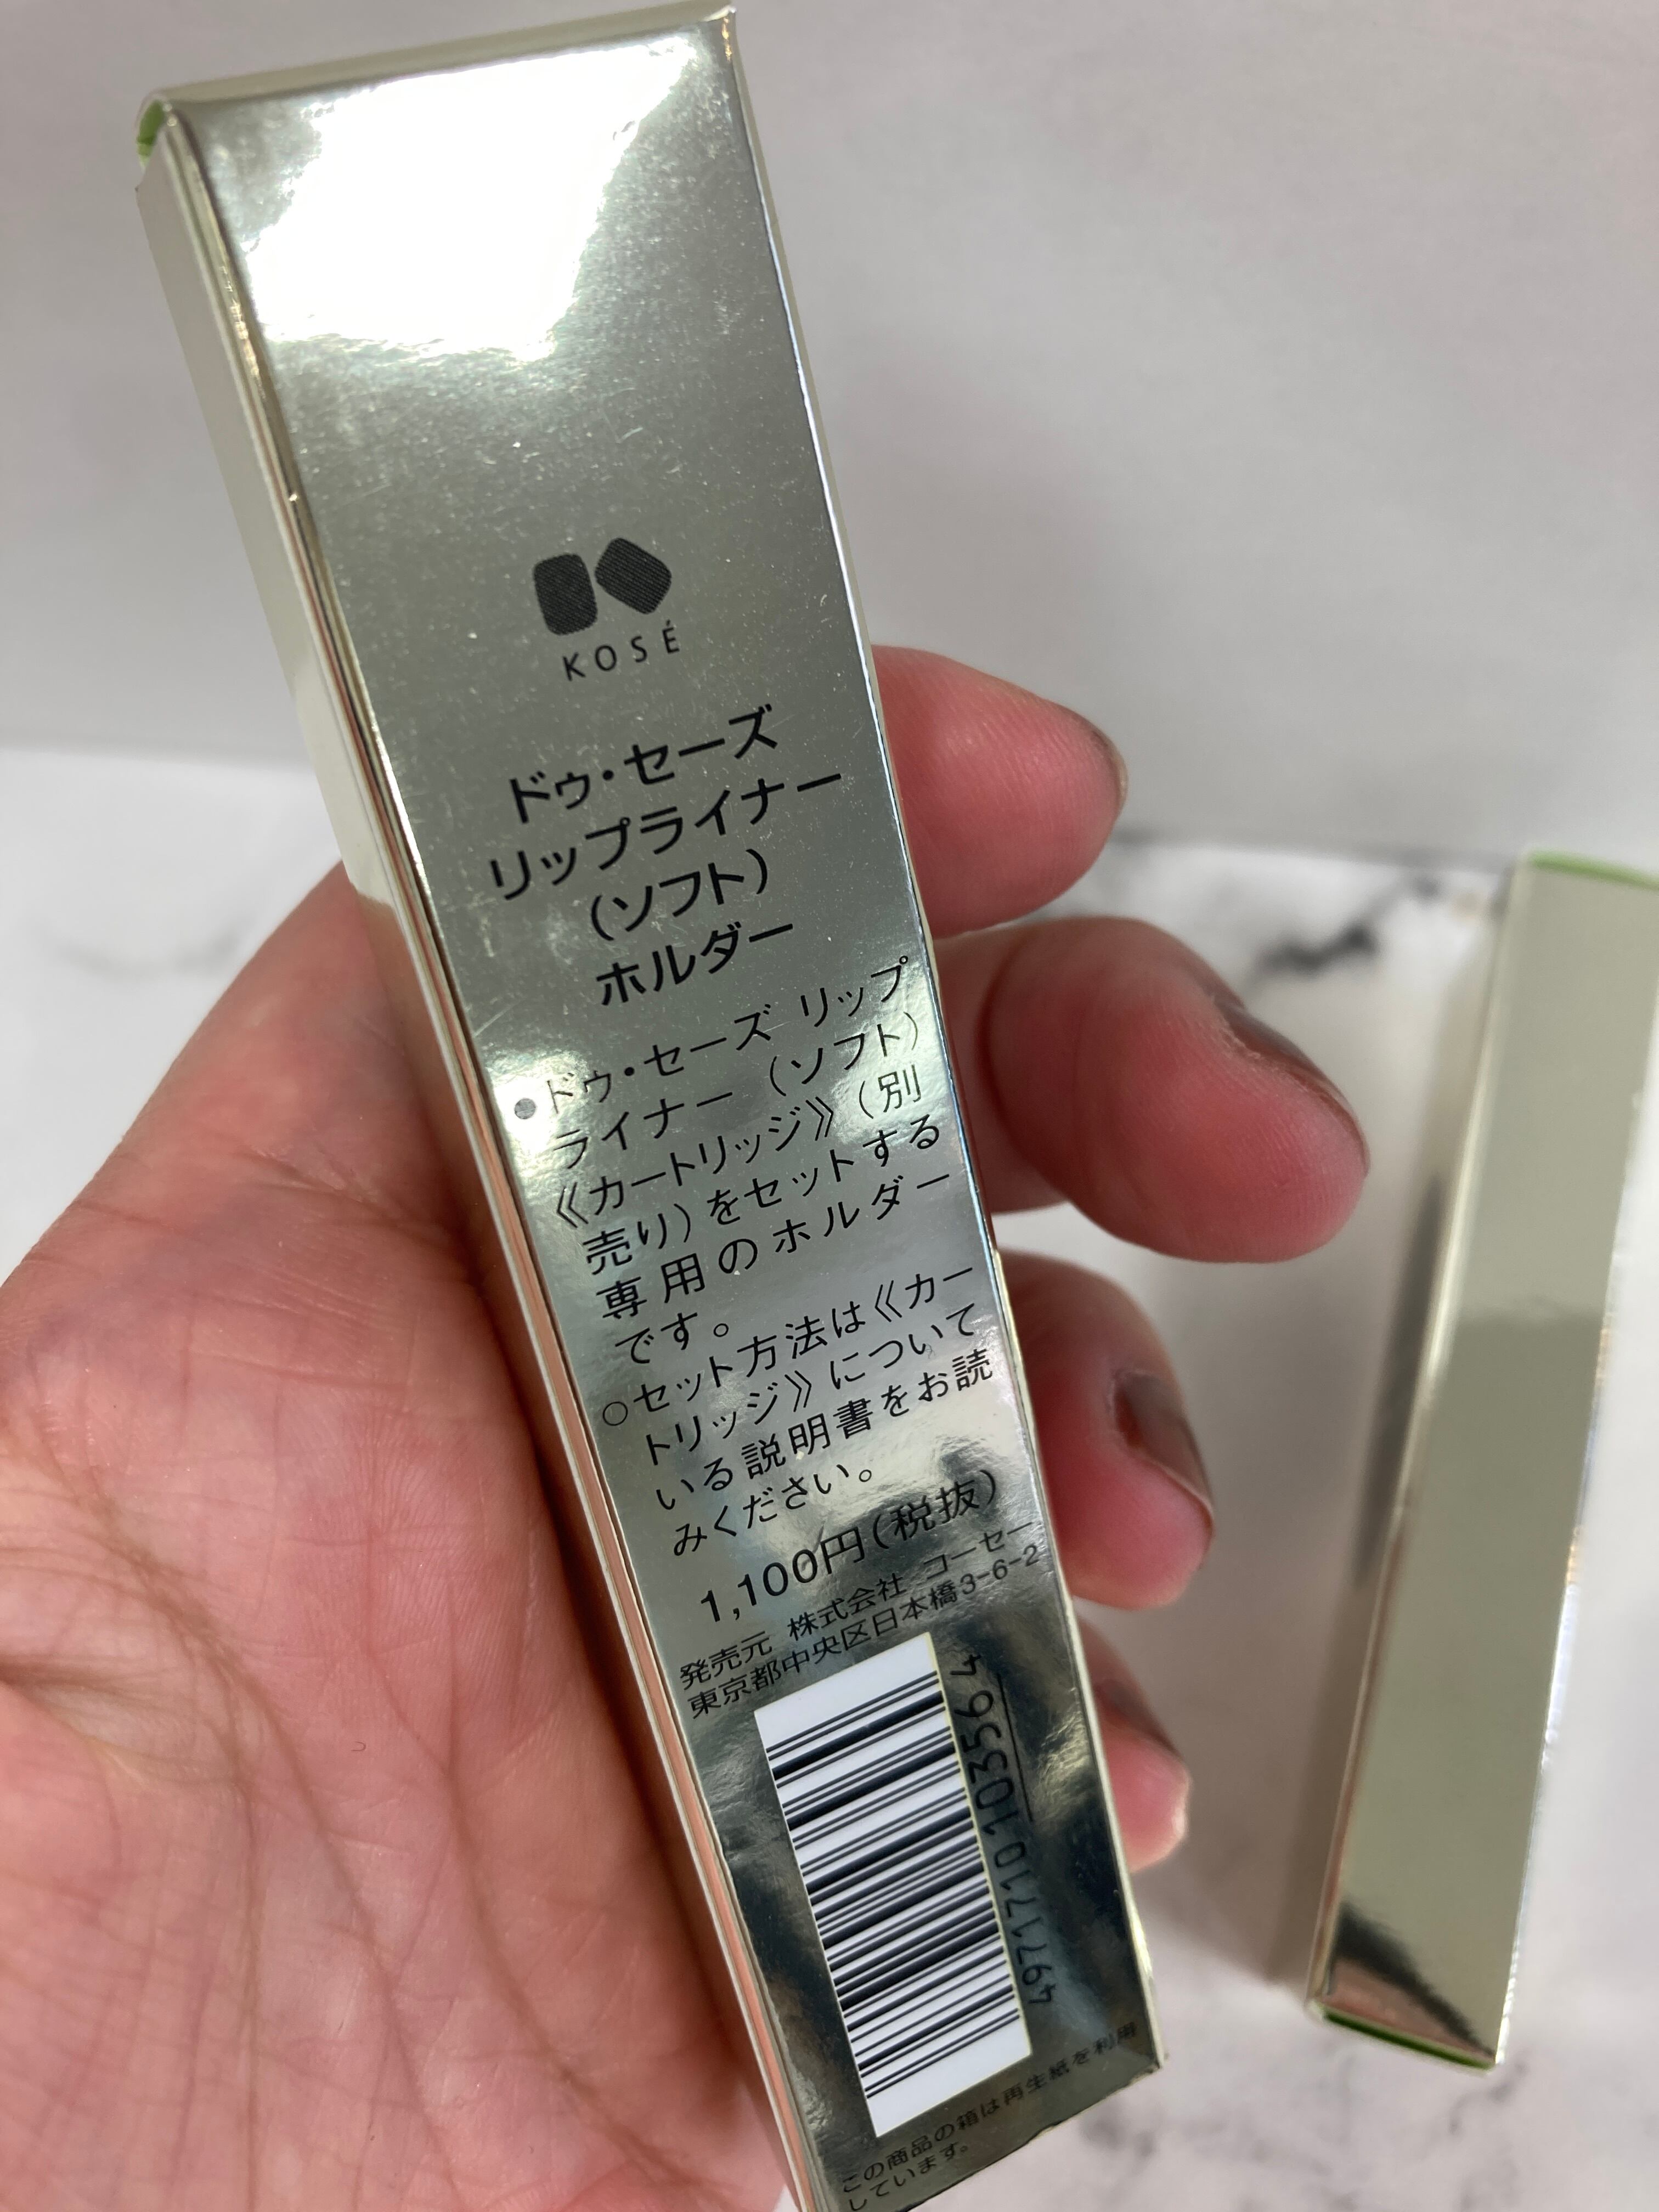 KOSÉ
ドゥ・セーズ
リップライナー
(ソフト)
ホルダー
●ドゥ・セーズ リップ
ライナー (ソフト)
《カートリッジ》(別
売り)をセットする
専用のホルダー
です。
○セット方法は《カー
トリッジ》について
いる説明書をお読
みください。
1,100円(税抜)
発売元 株式会社 コーセー
東京都中央区日本橋3-6-2
4971710103564
この商品の箱は再生紙を利用
しています。